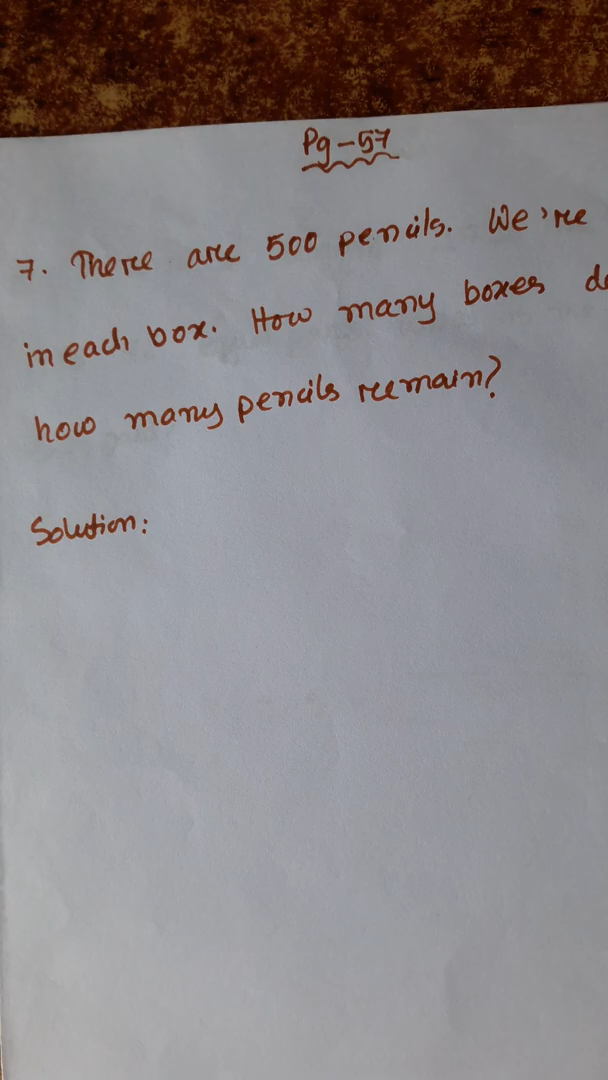 Pg-57
7. There are 500 pencils. We're
in each box. How many boxes
how many pencils remain?
Solution: